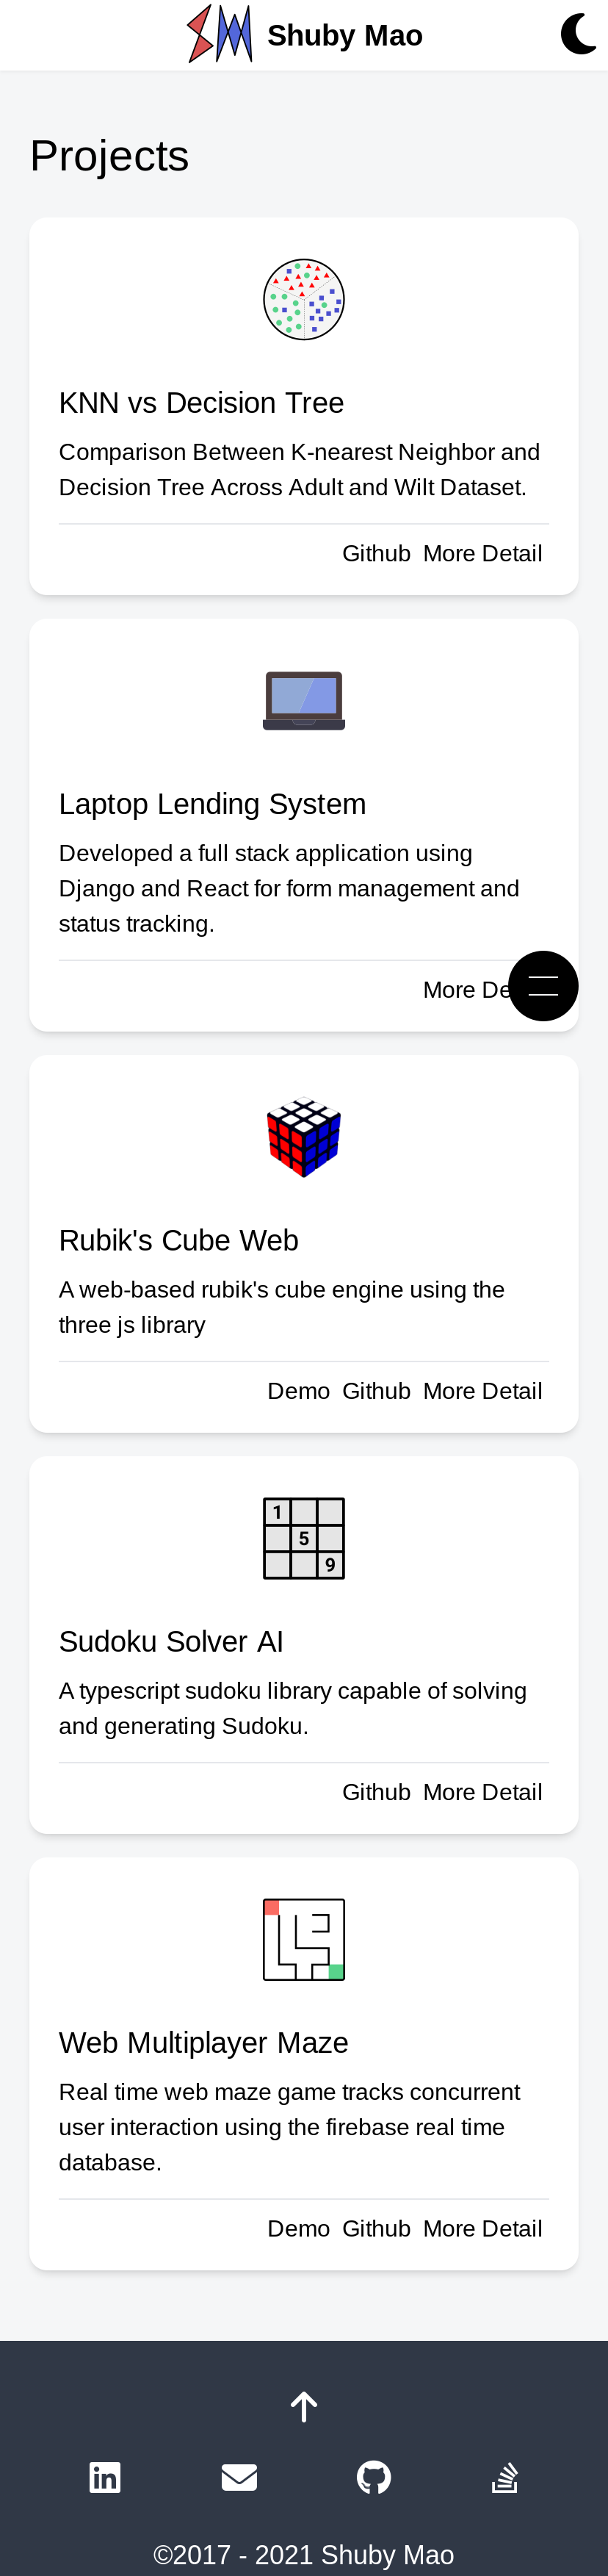 Shuby Mao
Projects
KNN vs Decision Tree
Comparison Between K-nearest Neighbor and
Decision Tree Across Adult and Wilt Dataset.
Github More Detail
Laptop Lending System
Developed a full stack application using
Django and React for form management and
status tracking.
More De
Rubik's Cube Web
A web-based rubik's cube engine using the
three js library
Demo Github More Detail
1
5
9
Sudoku Solver AI
A typescript sudoku library capable of solving
and generating Sudoku.
Github More Detail
Web Multiplayer Maze
Real time web maze game tracks concurrent
user interaction using the firebase real time
database.
Demo Github More Detail
©2017 - 2021 Shuby Mao